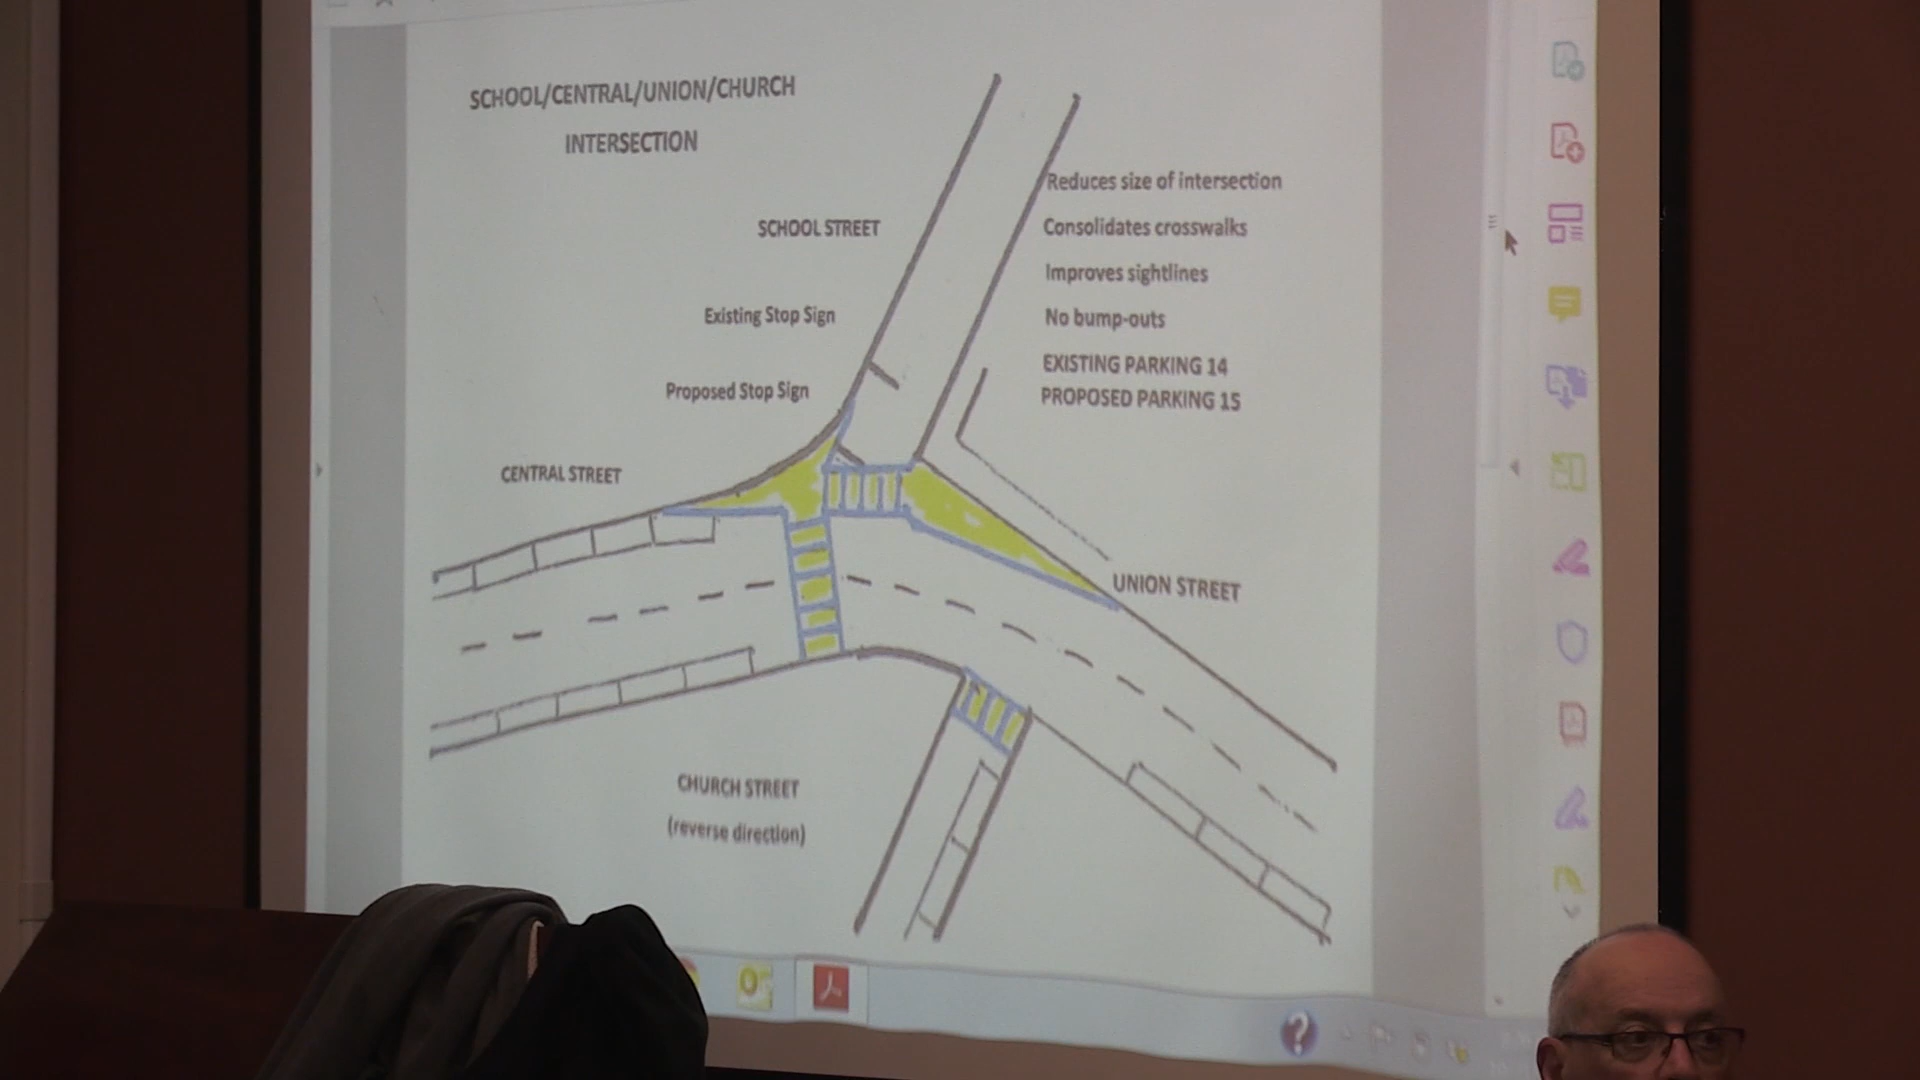 SCHOOL/CENTRAL/UNION/CHURCH
INTERSECTION
Reduces size of intersection
SCHOOL STREET
Consolidates crosswalks
Improves sightlines
Existing Stop Sign
No bump-outs
EXISTING PARKING 14
Proposed Stop Sign
PROPOSED PARKING 15
CENTRAL STREET
UNION STREET
CHURCH STREET
(reverse direction)